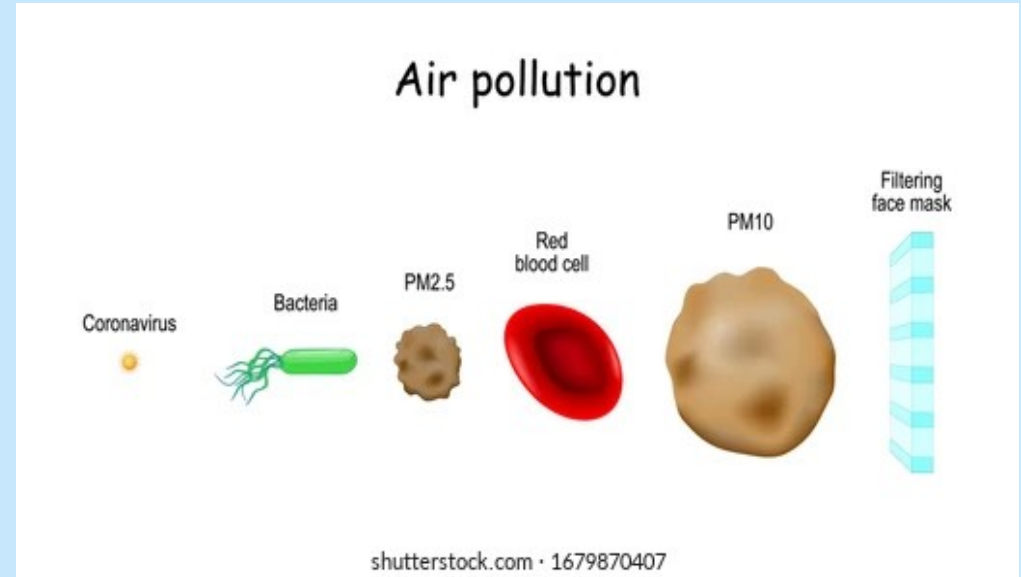 Air pollution
Coronavirus
Bacteria
PM2.5
Red
blood cell
PM10
Filtering
face mask
shutterstock.com · 1679870407